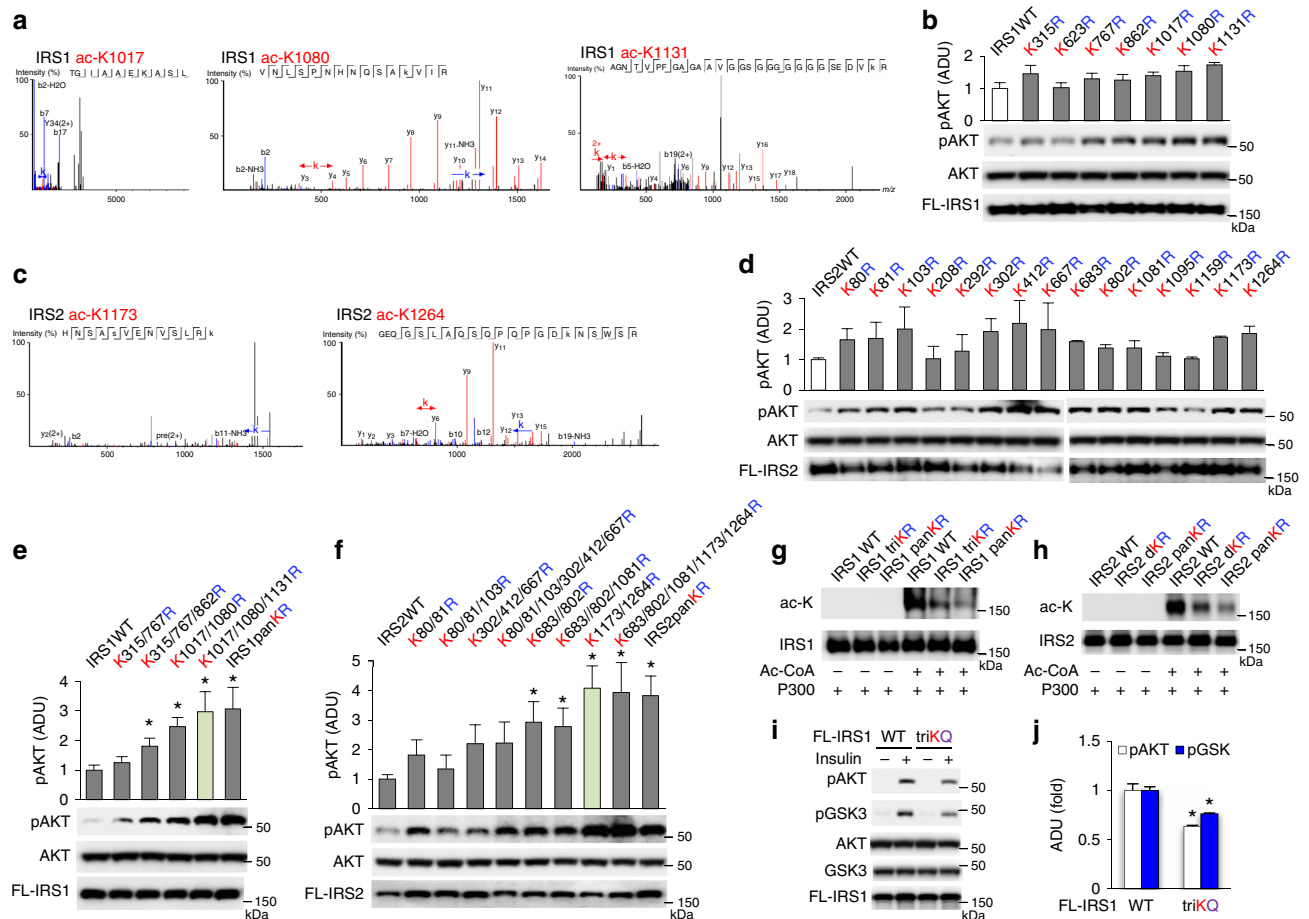 a
IRS1 ac-K1017
TG I A A E K A S L
Intensity (%)
100
b2-H2O
b7
Y34(2+)
b17
50
k
5000
IRS1 ac-K1080
V N L S P N H N Q S A k V I R
Intensity (%)
100
y11
y12
y9
y8
50
y11-NH3
b2
k
y10
y13
y14
b2-NH3
y3
y4
y5
y6
y7
k
500
1000
1500
IRS1 ac-K1131
A G N T V P F G A G A A V G G S G G G G G G S E D V k R
Intensity (%)
100
50
2+
k
k
y1
b5-H2O
y4
b19(2+)
y6
y9
y12
y13
y16
y15
y17
y18
m/z
500
1000
1500
2000
b
IRS1WT
K315R
K623R
K767R
K862R
K1017R
K1080R
K1131R
pAKT (ADU)
2
1
0
pAKT
50
AKT
50
FL-IRS1
150
kDa
c
IRS2 ac-K1173
Intensity (%) H N S A s V E N V S L R k
100
50
y2(2+)
b2
pre(2+)
b11-NH3
k
500
1000
1500
IRS2 ac-K1264
Intensity (%) GEQ G S L A Q S Q P Q P G D k N S W S R
100
y11
y9
50
k
y6
y13
k
y1
y2
y3
b7-H2O
b10
b12
y12
y15
b19-NH3
1000
2000
d
IRS2WT
K80R
K81R
K103R
K208R
K292R
K302R
K412R
K667R
K683R
K802R
K1081R
K1095R
K1159R
K1173R
K1264R
pAKT (ADU)
3
2
1
0
pAKT
50
AKT
50
FL-IRS2
150
kDa
e
IRS1WT
K315/767R
K315/767/862R
K1017/1080R
K1017/1080/1131R
IRS1panKR
pAKT (ADU)
4
3
2
1
0
* * * *
pAKT
50
AKT
50
FL-IRS1
150
kDa
f
IRS2WT
K80/81R
K80/81/103R
K302/412/667R
K80/81/103/302/412/667R
K683//802R
K683//802/1081R
K1173/1264R
K683/802/1081/1173/1264R
IRS2panKR
pAKT (ADU)
5
4
3
2
1
0
* * * * *
pAKT
50
AKT
50
FL-IRS2
150
kDa
g
IRS1 WT
IRS1 triKR
IRS1 panKR
IRS1 WT
IRS1 triKR
IRS1 panKR
ac-K
150
IRS1
150
kDa
Ac-CoA − − − + + +
P300 + + + + + +
h
IRS2 WT
IRS2 dKR
IRS2 panKR
IRS2 WT
IRS2 dKR
IRS2 panKR
ac-K
150
IRS2
150
kDa
Ac-CoA − − − + + +
P300 + + + + + +
i
FL-IRS1 WT triKQ
Insulin − + − +
pAKT
50
pGSK3
50
AKT
50
GSK3
50
FL-IRS1
150
kDa
j
pAKT pGSK
ADU (fold)
1.5
1
0.5
0
* *
FL-IRS1 WT triKQ